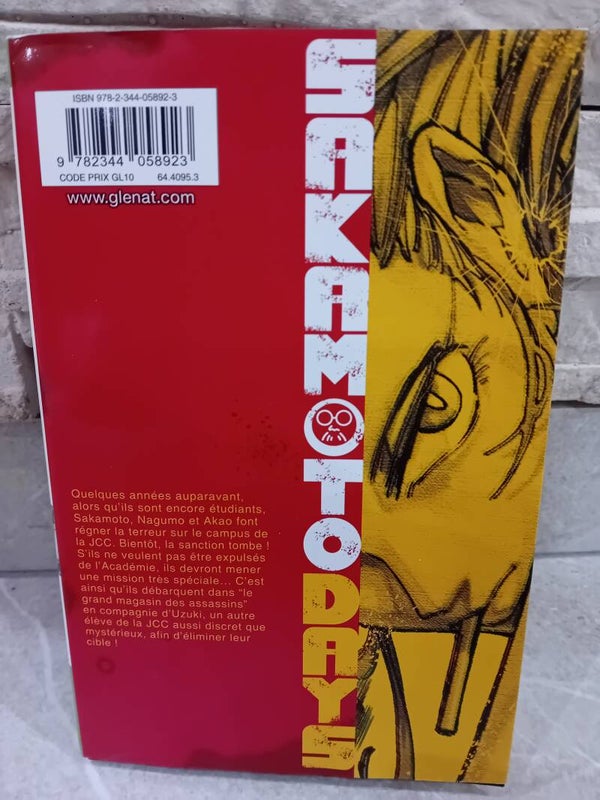 ISBN 978-2-344-05892-3
9 782344 058923
CODE PRIX GL10 64.4095.3
www.glenat.com
SAKAMOTO DAYS
Quelques années auparavant,
alors qu'ils sont encore étudiants,
Sakamoto, Nagumo et Akao font
régner la terreur sur le campus de
la JCC. Bientôt, la sanction tombe !
S'ils ne veulent pas être expulsés
de l'Académie, ils devront mener
une mission très spéciale... C'est
ainsi qu'ils débarquent dans "le
grand magasin des assassins"
en compagnie d'Uzuki, un autre
élève de la JCC aussi discret que
mystérieux, afin d'éliminer leur
cible !